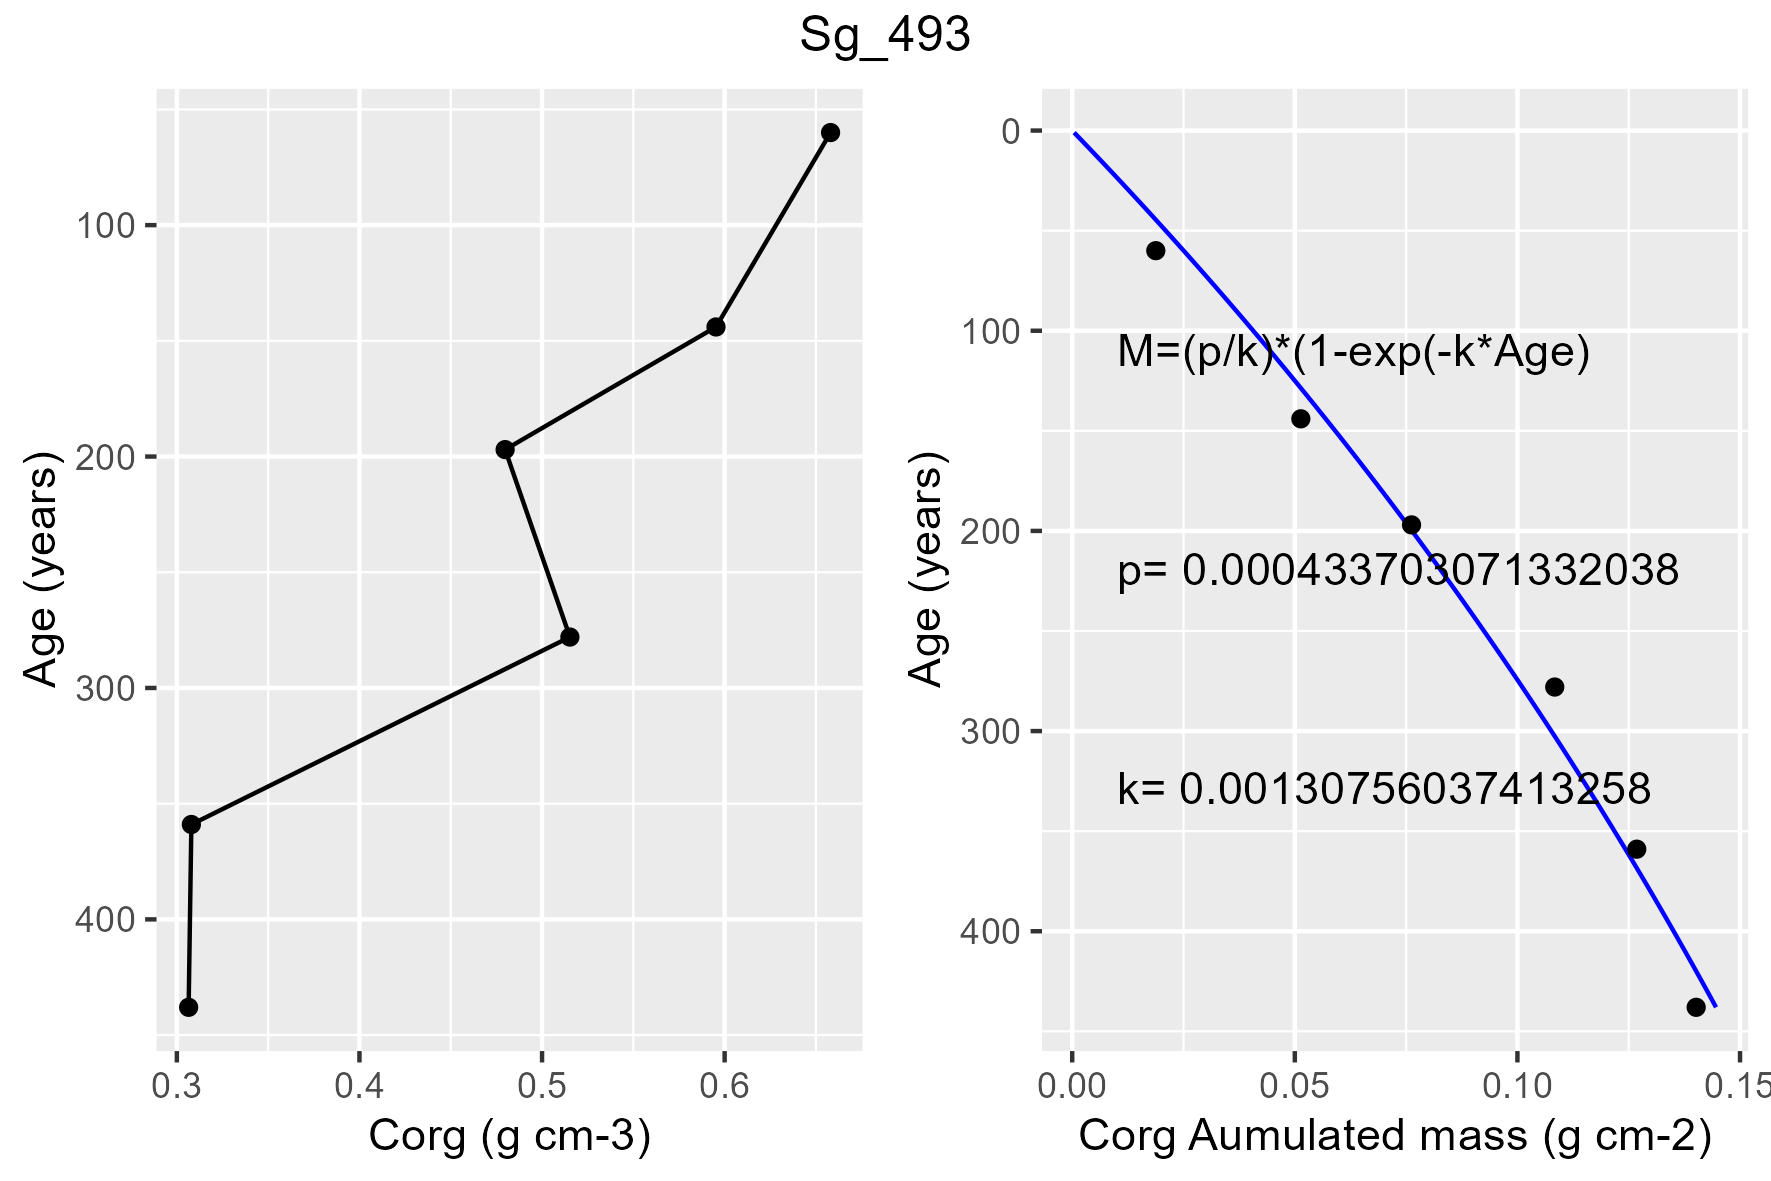 Sg_493
Age (years)
100
200
300
400
0.3 0.4 0.5 0.6
Corg (g cm-3)
Age (years)
0
100
200
300
400
M=(p/k)*(1-exp(-k*Age)
p= 0.000433703071332038
k= 0.00130756037413258
0.00 0.05 0.10 0.15
Corg Aumulated mass (g cm-2)